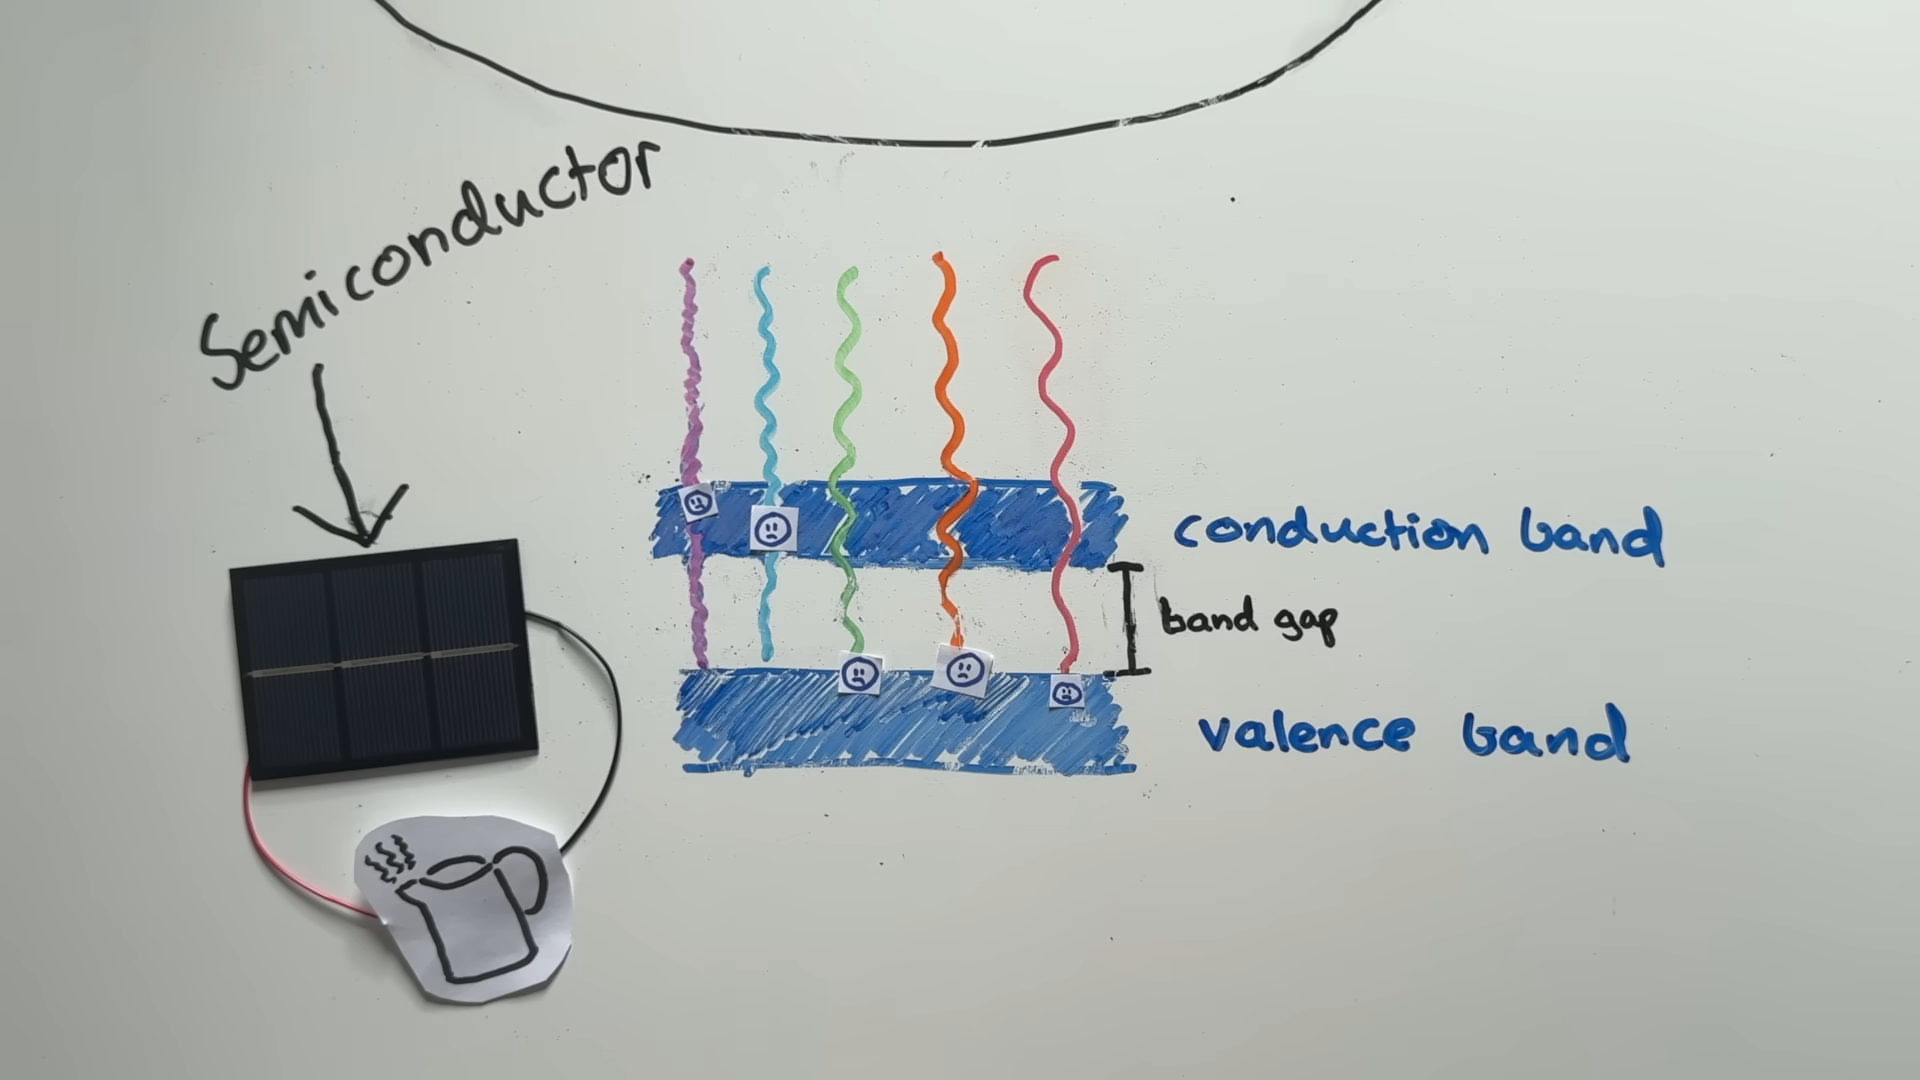 Semiconductor
conduction band
band gap
valence band